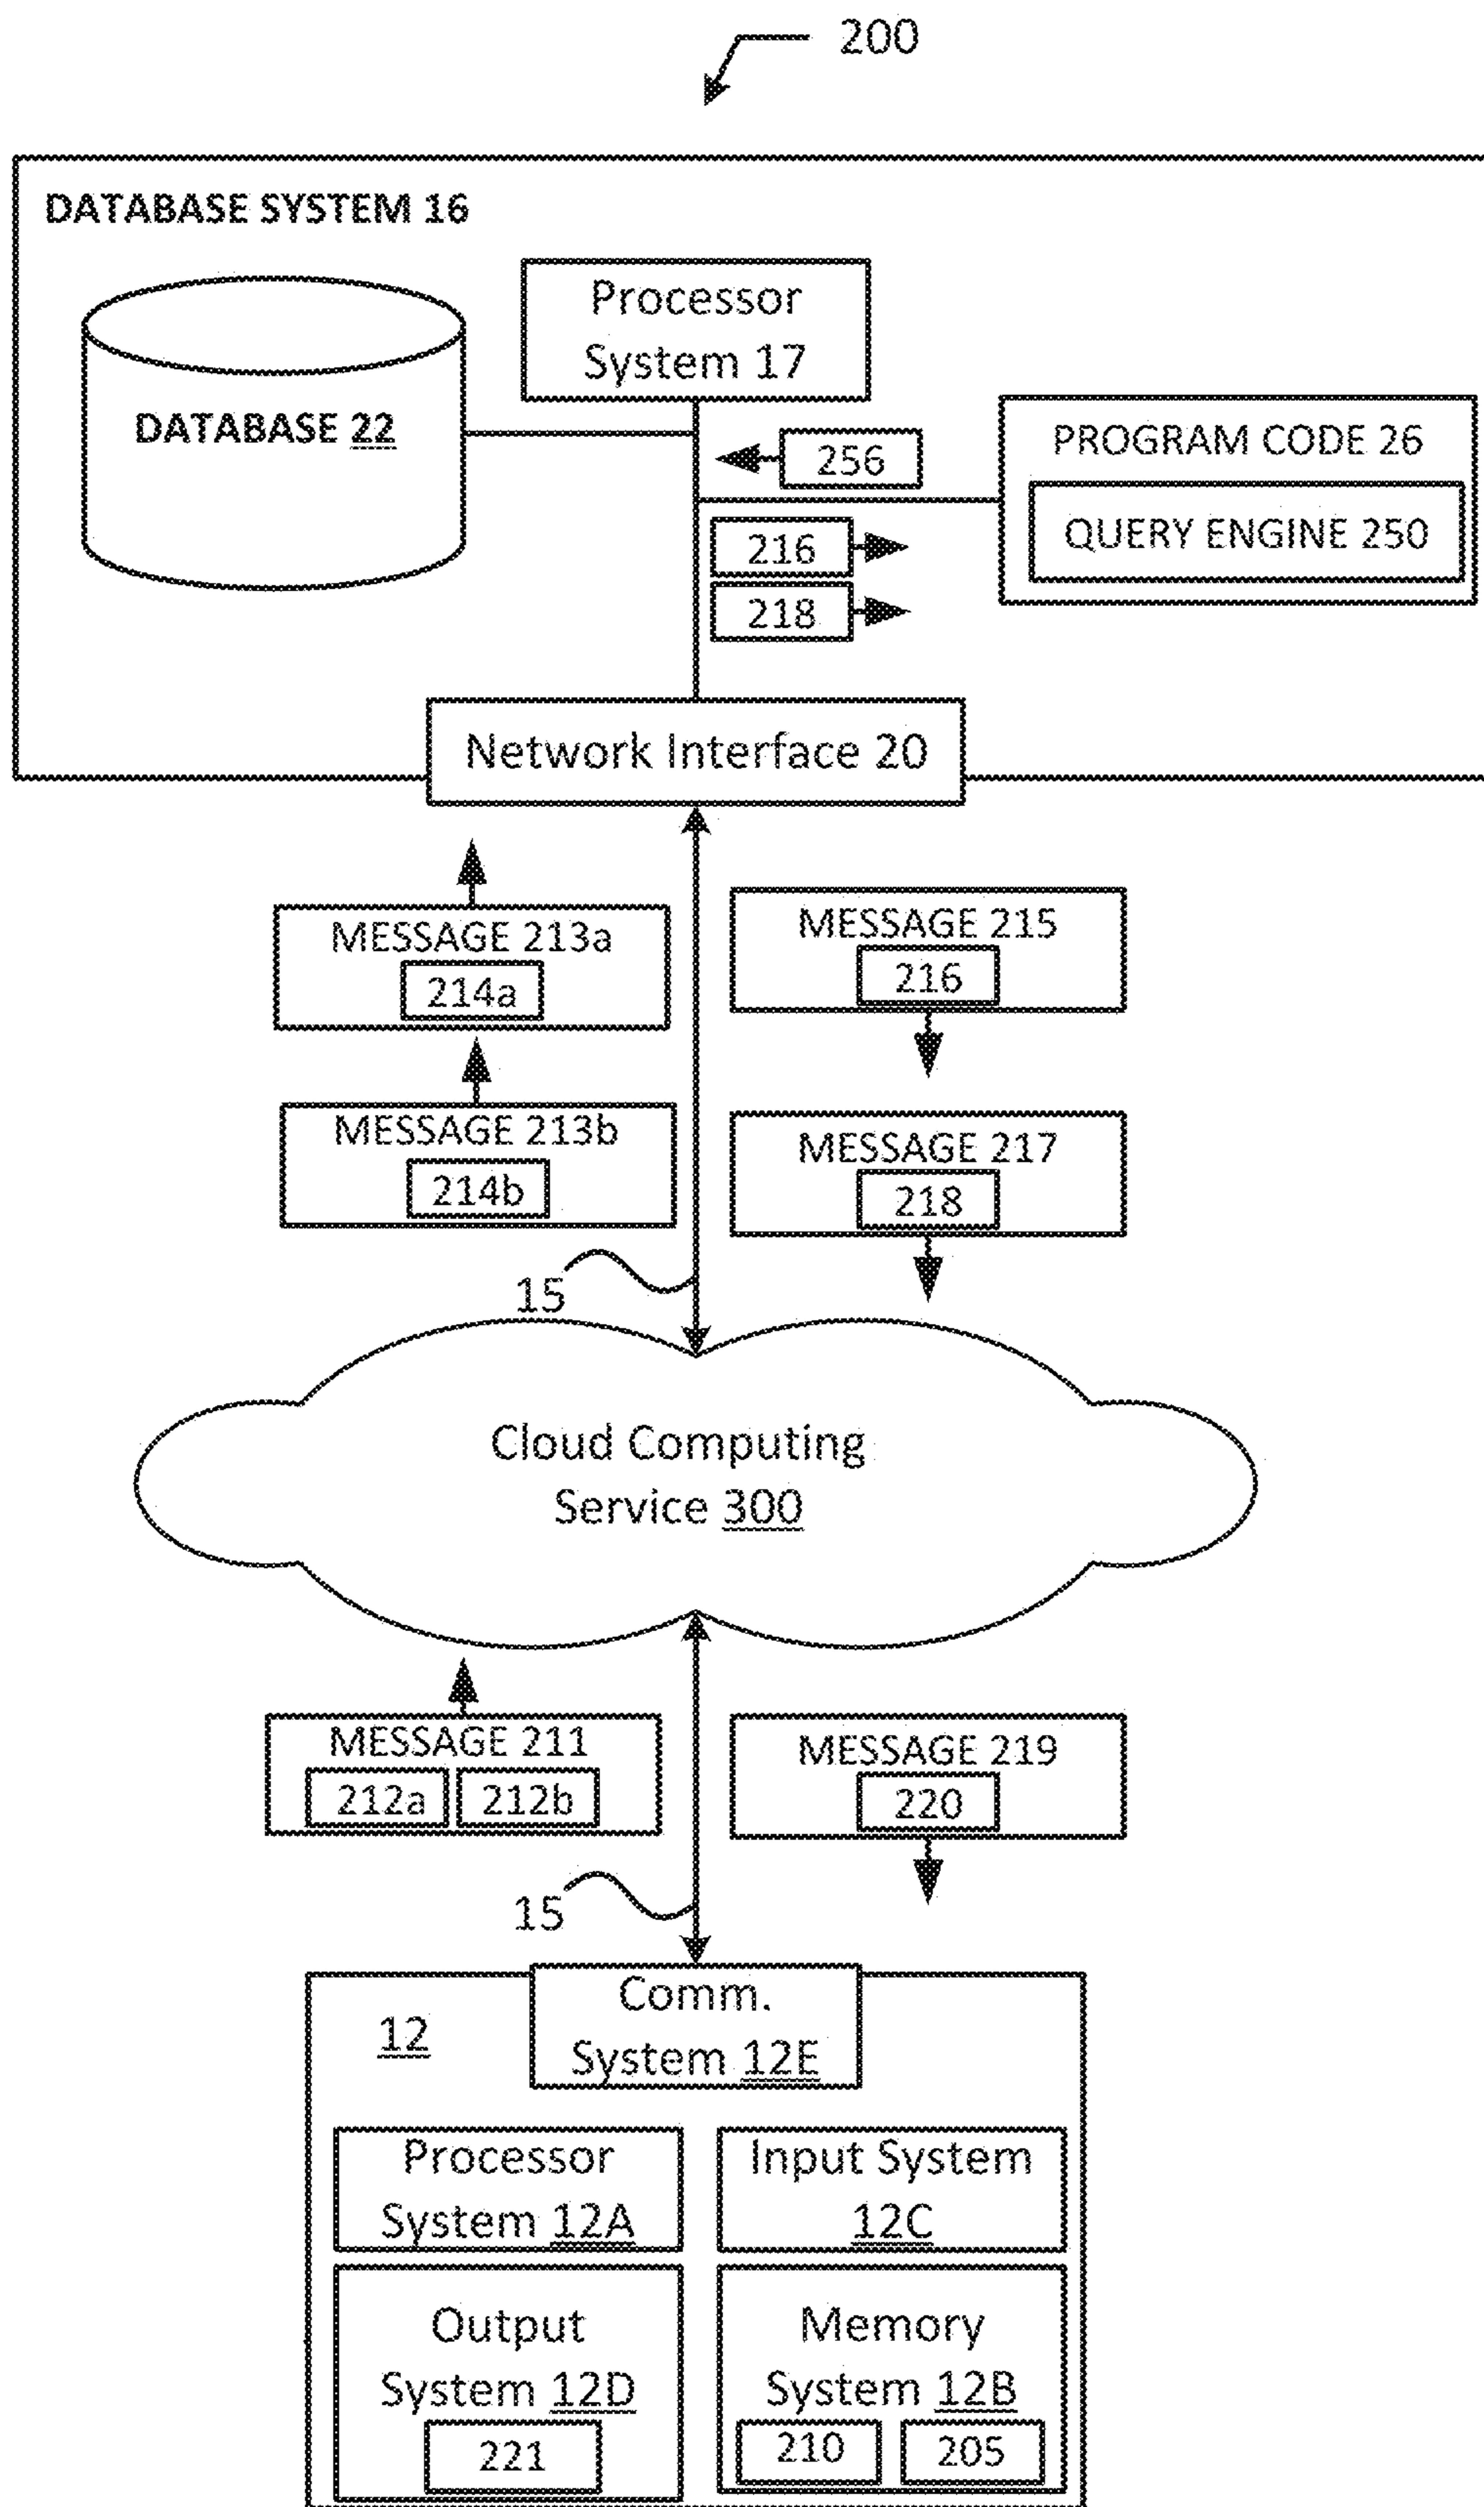 200
DATABASE SYSTEM 16
Processor
System 17
DATABASE 22
256
PROGRAM CODE 26
QUERY ENGINE 250
216
218
Network Interface 20
MESSAGE 213a
214a
MESSAGE 215
216
MESSAGE 213b
214b
MESSAGE 217
218
15
Cloud Computing
Service 300
MESSAGE 211
212a 212b
MESSAGE 219
220
15
12
Comm.
System 12E
Processor
System 12A
Input System
12C
Output
System 12D
221
Memory
System 12B
210 205